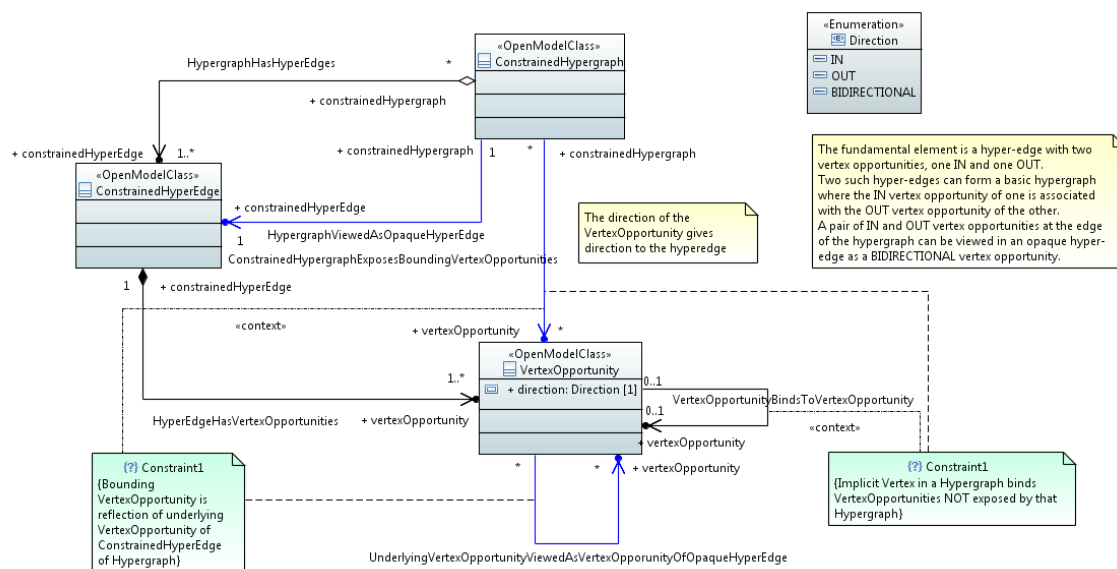 «OpenModelClass»
ConstrainedHypergraph
«Enumeration»
Direction
IN
OUT
BIDIRECTIONAL
HypergraphHasHyperEdges
*
+ constrainedHypergraph
+ constrainedHyperEdge
1..*
+ constrainedHypergraph
1
*
+ constrainedHypergraph
«OpenModelClass»
ConstrainedHyperEdge
The fundamental element is a hyper-edge with two
vertex opportunities, one IN and one OUT.
Two such hyper-edges can form a basic hypergraph
where the IN vertex opportunity of one is associated
with the OUT vertex opportunity of the other.
A pair of IN and OUT vertex opportunities at the edge
of the hypergraph can be viewed in an opaque hyper-
edge as a BIDIRECTIONAL vertex opportunity.
+ constrainedHyperEdge
1
HypergraphViewedAsOpaqueHyperEdge
The direction of the
VertexOpportunity gives
direction to the hyperedge
ConstrainedHypergraphExposesBoundingVertexOpportunities
1
+ constrainedHyperEdge
«context»
+ vertexOpportunity
*
«OpenModelClass»
VertexOpportunity
+ direction: Direction [1]
1..*
HyperEdgeHasVertexOpportunities
+ vertexOpportunity
0..1
VertexOpportunityBindsToVertexOpportunity
0..1
+ vertexOpportunity
«context»
*
*
+ vertexOpportunity
{?} Constraint1
{Bounding
VertexOpportunity is
reflection of underlying
VertexOpportunity of
ConstrainedHyperEdge
of Hypergraph}
{?} Constraint1
{Implicit Vertex in a Hypergraph binds
VertexOpportunities NOT exposed by that
Hypergraph}
UnderlyingVertexOpportunityViewedAsVertexOpporunityOfOpaqueHyperEdge